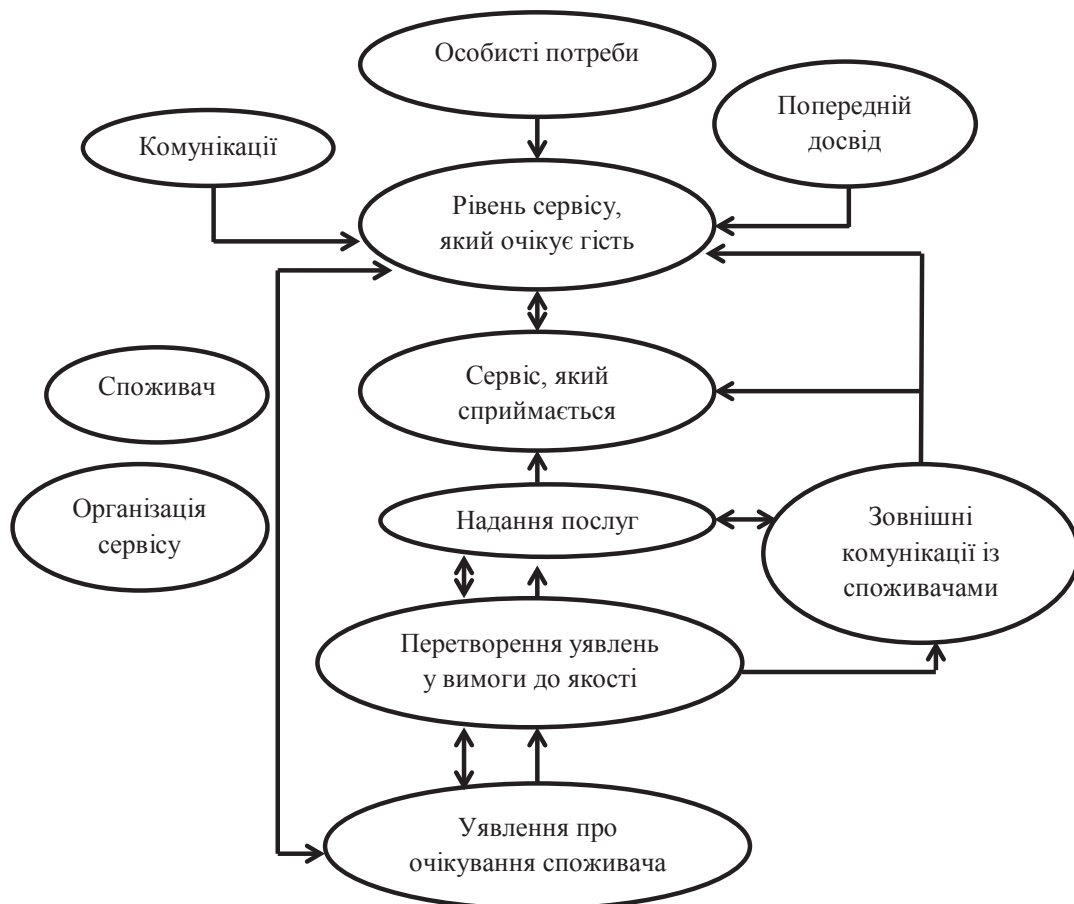 Особисті потреби
Попередній
досвід
Комунікації
Рівень сервісу,
який очікує гість
Споживач
Сервіс, який
сприймається
Організація
сервісу
Надання послуг
Зовнішні
комунікації із
споживачами
Перетворення уявлень
у вимоги до якості
Уявлення про
очікування споживача